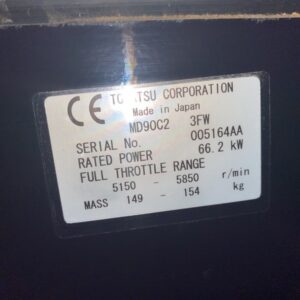 CE TOHATSU CORPORATION
Made in Japan
MD90C2 3FW
SERIAL No. 005164AA
RATED POWER 66.2 kW
FULL THROTTLE RANGE
5150 - 5850 r/min
MASS 149 - 154 kg